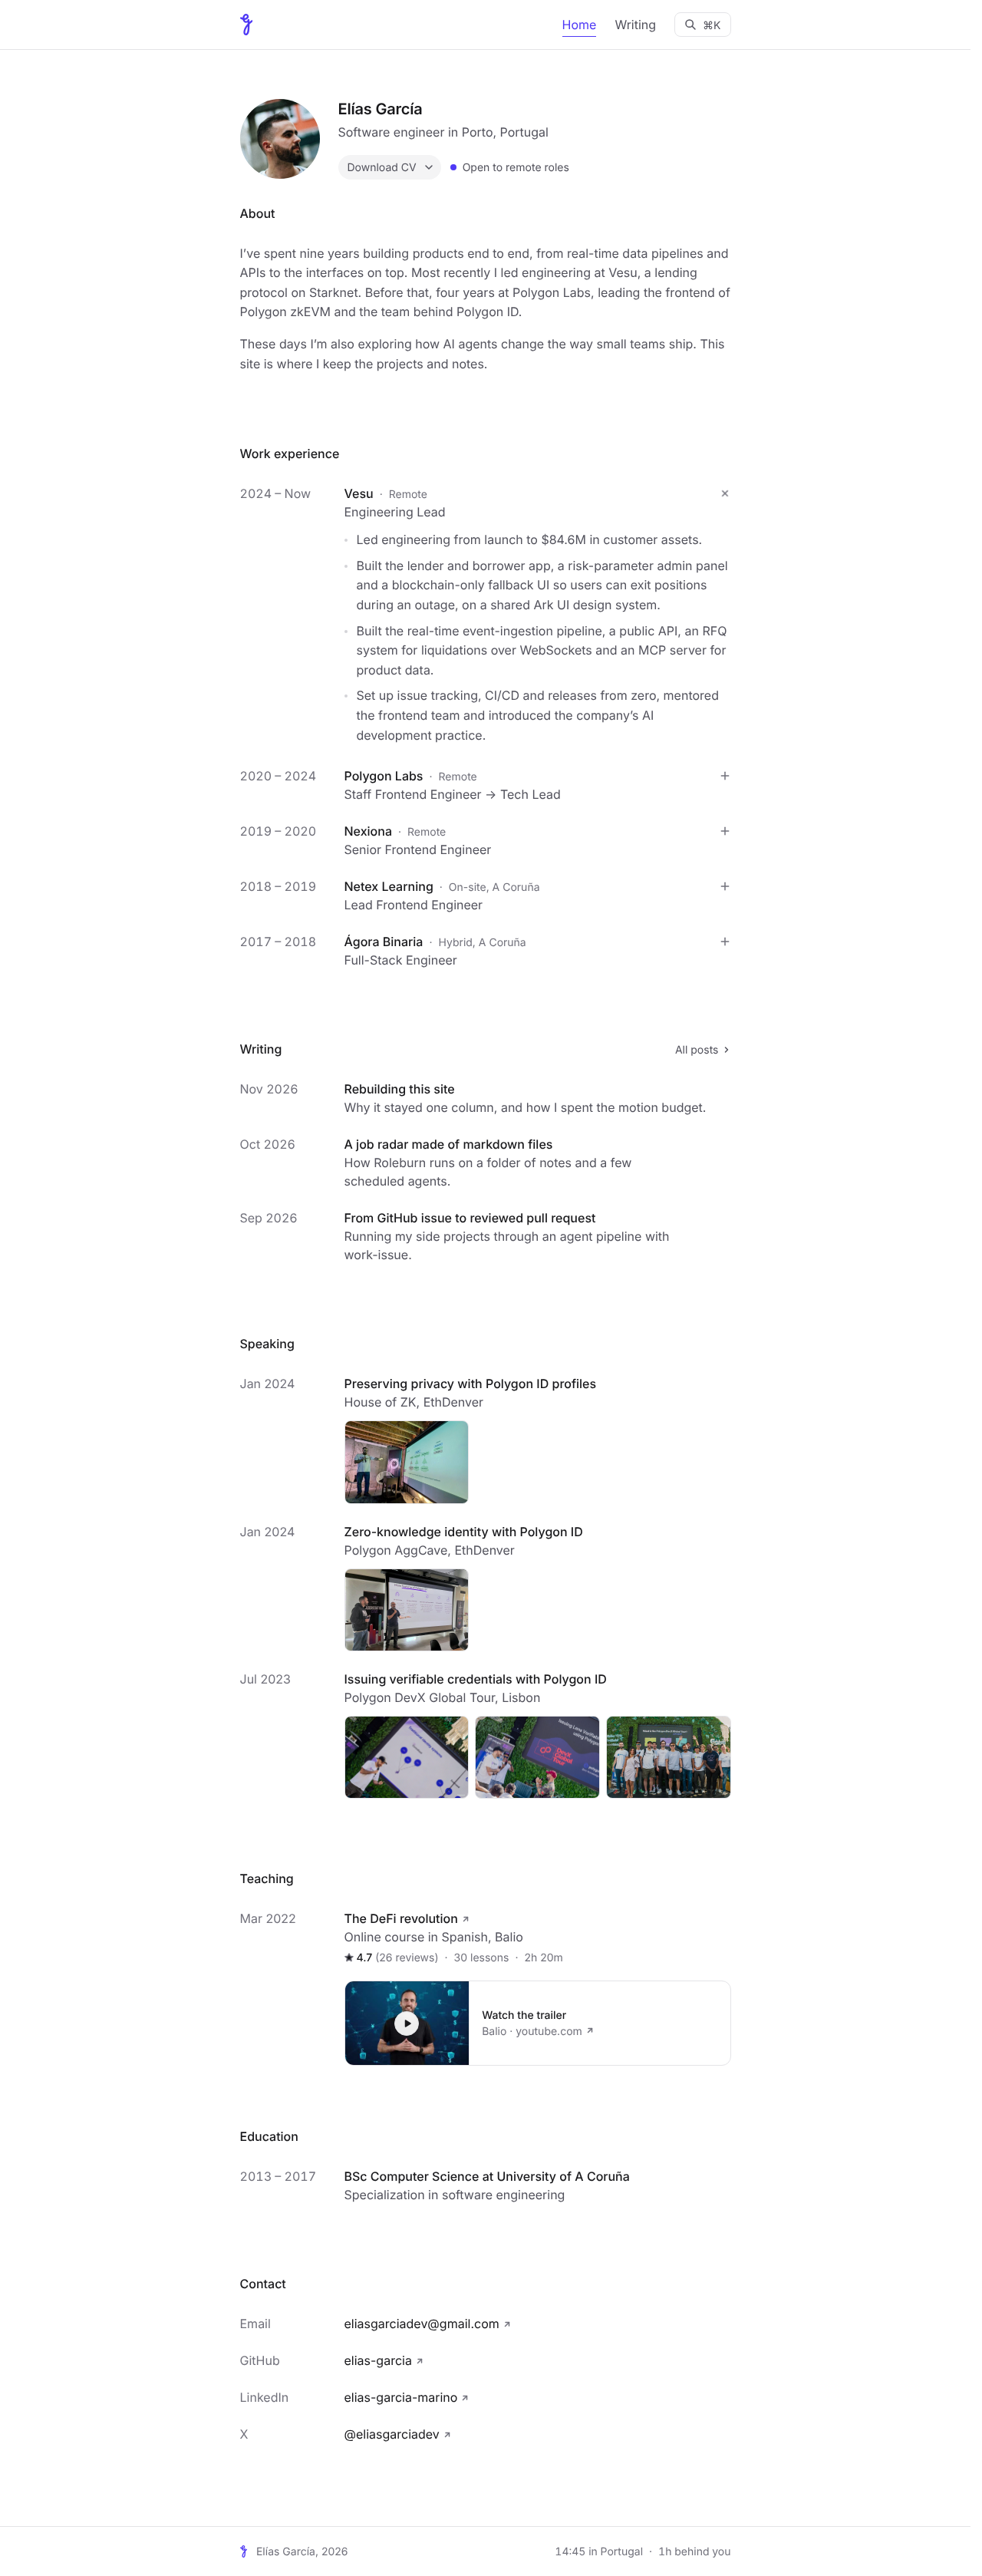 Home Writing ⌘K
Elías García
Software engineer in Porto, Portugal
Download CV Open to remote roles
About
I’ve spent nine years building products end to end, from real-time data pipelines and
APIs to the interfaces on top. Most recently I led engineering at Vesu, a lending
protocol on Starknet. Before that, four years at Polygon Labs, leading the frontend of
Polygon zkEVM and the team behind Polygon ID.
These days I’m also exploring how AI agents change the way small teams ship. This
site is where I keep the projects and notes.
Work experience
2024 – Now Vesu · Remote
Engineering Lead
Led engineering from launch to $84.6M in customer assets.
Built the lender and borrower app, a risk-parameter admin panel
and a blockchain-only fallback UI so users can exit positions
during an outage, on a shared Ark UI design system.
Built the real-time event-ingestion pipeline, a public API, an RFQ
system for liquidations over WebSockets and an MCP server for
product data.
Set up issue tracking, CI/CD and releases from zero, mentored
the frontend team and introduced the company’s AI
development practice.
2020 – 2024 Polygon Labs · Remote
Staff Frontend Engineer → Tech Lead
2019 – 2020 Nexiona · Remote
Senior Frontend Engineer
2018 – 2019 Netex Learning · On-site, A Coruña
Lead Frontend Engineer
2017 – 2018 Ágora Binaria · Hybrid, A Coruña
Full-Stack Engineer
Writing All posts
Nov 2026 Rebuilding this site
Why it stayed one column, and how I spent the motion budget.
Oct 2026 A job radar made of markdown files
How Roleburn runs on a folder of notes and a few
scheduled agents.
Sep 2026 From GitHub issue to reviewed pull request
Running my side projects through an agent pipeline with
work-issue.
Speaking
Jan 2024 Preserving privacy with Polygon ID profiles
House of ZK, EthDenver
Jan 2024 Zero-knowledge identity with Polygon ID
Polygon AggCave, EthDenver
Jul 2023 Issuing verifiable credentials with Polygon ID
Polygon DevX Global Tour, Lisbon
Teaching
Mar 2022 The DeFi revolution ↗
Online course in Spanish, Balio
★ 4.7 (26 reviews) · 30 lessons · 2h 20m
Watch the trailer
Balio · youtube.com ↗
Education
2013 – 2017 BSc Computer Science at University of A Coruña
Specialization in software engineering
Contact
Email eliasgarciadev@gmail.com ↗
GitHub elias-garcia ↗
LinkedIn elias-garcia-marino ↗
X @eliasgarciadev ↗
Elías García, 2026 14:45 in Portugal · 1h behind you